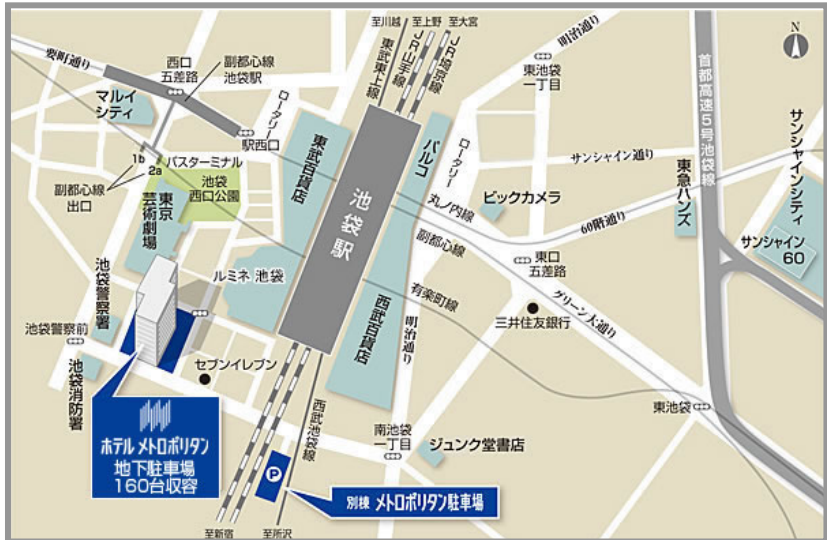 至川越
至上野
至大宮
N
要町通り
西口
五差路
副都心線
池袋駅
東武東上線
JR山手線
JR埼京線
明治通り
東池袋
一丁目
首都高速5号池袋線
マルイ
シティ
ロータリー
駅西口
1b
2a
バスターミナル
副都心線
出口
池袋
西口公園
東京
芸術劇場
東武百貨店
池袋駅
パルコ
ロータリー
サンシャイン通り
サンシャインシティ
東急ハンズ
ビックカメラ
丸ノ内線
60階通り
副都心線
サンシャイン
60
東口
五差路
ルミネ 池袋
有楽町線
グリーン大通り
三井住友銀行
池袋警察署
池袋警察前
西武百貨店
明治通り
セブンイレブン
池袋消防署
ホテル メトロポリタン
地下駐車場
160台収容
西武池袋線
南池袋
一丁目
ジュンク堂書店
東池袋
P
別棟 メトロポリタン駐車場
至新宿
至所沢